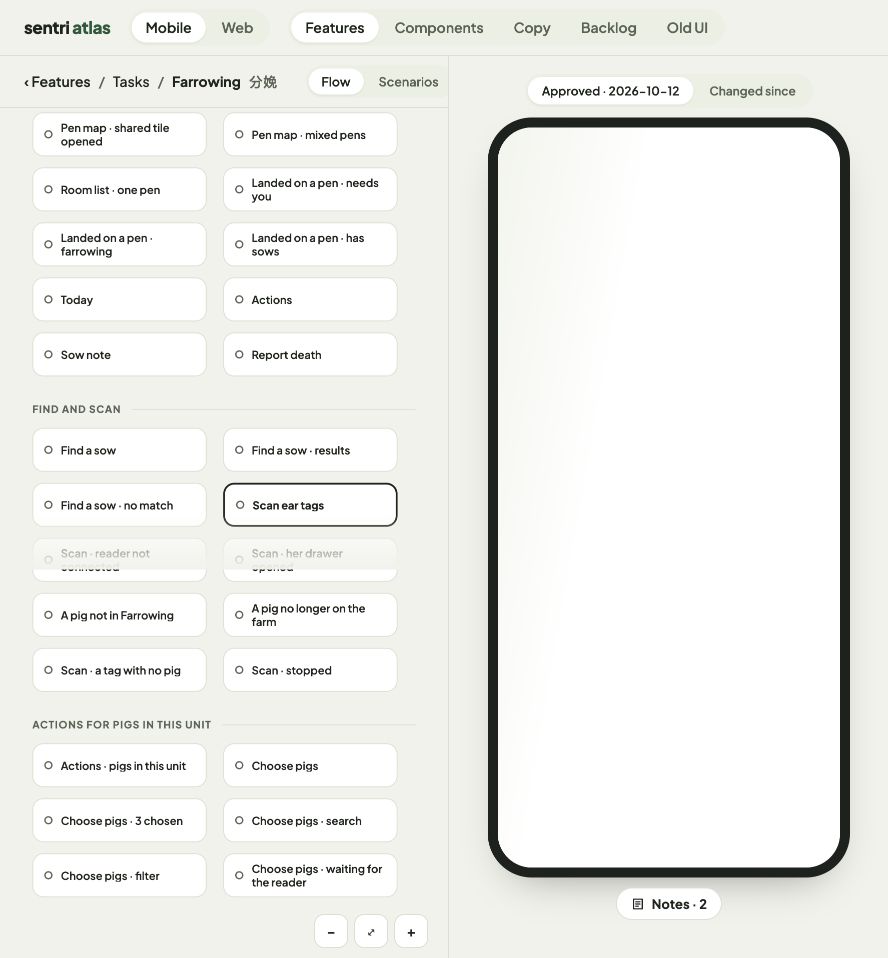 sentri atlas
Mobile
Web
Features
Components
Copy
Backlog
Old UI
‹ Features / Tasks / Farrowing 分娩
Flow
Scenarios
Approved · 2026-10-12
Changed since
Pen map · shared tile
opened
Pen map · mixed pens
Room list · one pen
Landed on a pen · needs
you
Landed on a pen ·
farrowing
Landed on a pen · has
sows
Today
Actions
Sow note
Report death
FIND AND SCAN
Find a sow
Find a sow · results
Find a sow · no match
Scan ear tags
Scan · reader not
connected
Scan · her drawer
opened
A pig not in Farrowing
A pig no longer on the
farm
Scan · a tag with no pig
Scan · stopped
ACTIONS FOR PIGS IN THIS UNIT
Actions · pigs in this unit
Choose pigs
Choose pigs · 3 chosen
Choose pigs · search
Choose pigs · filter
Choose pigs · waiting for
the reader
Notes · 2